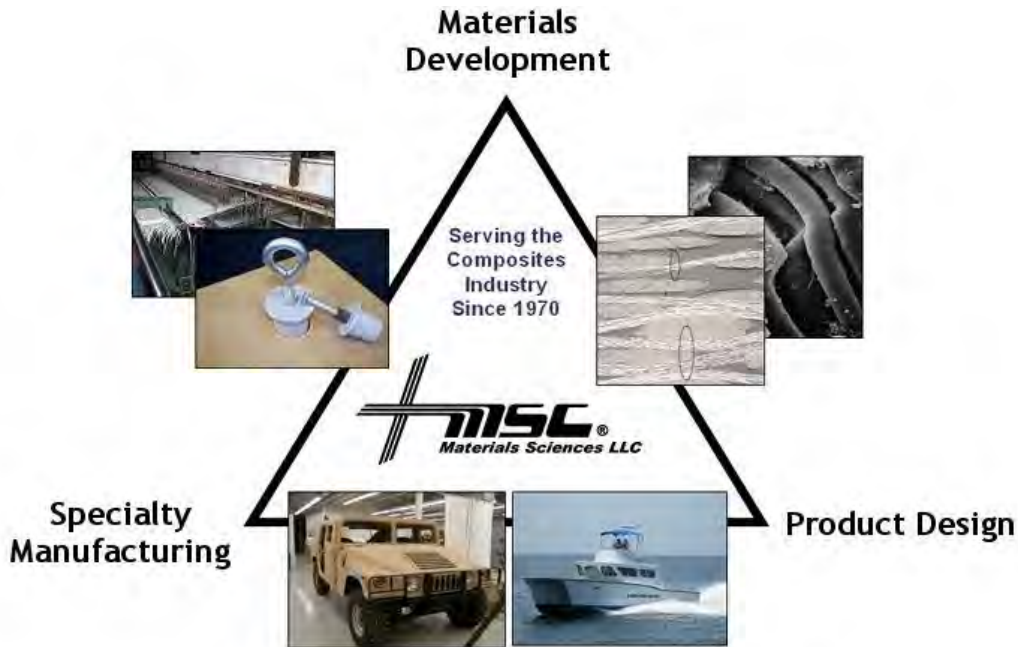 Materials
Development
Serving the
Composites
Industry
Since 1970
MSC®
Materials Sciences LLC
Specialty
Manufacturing
Product Design